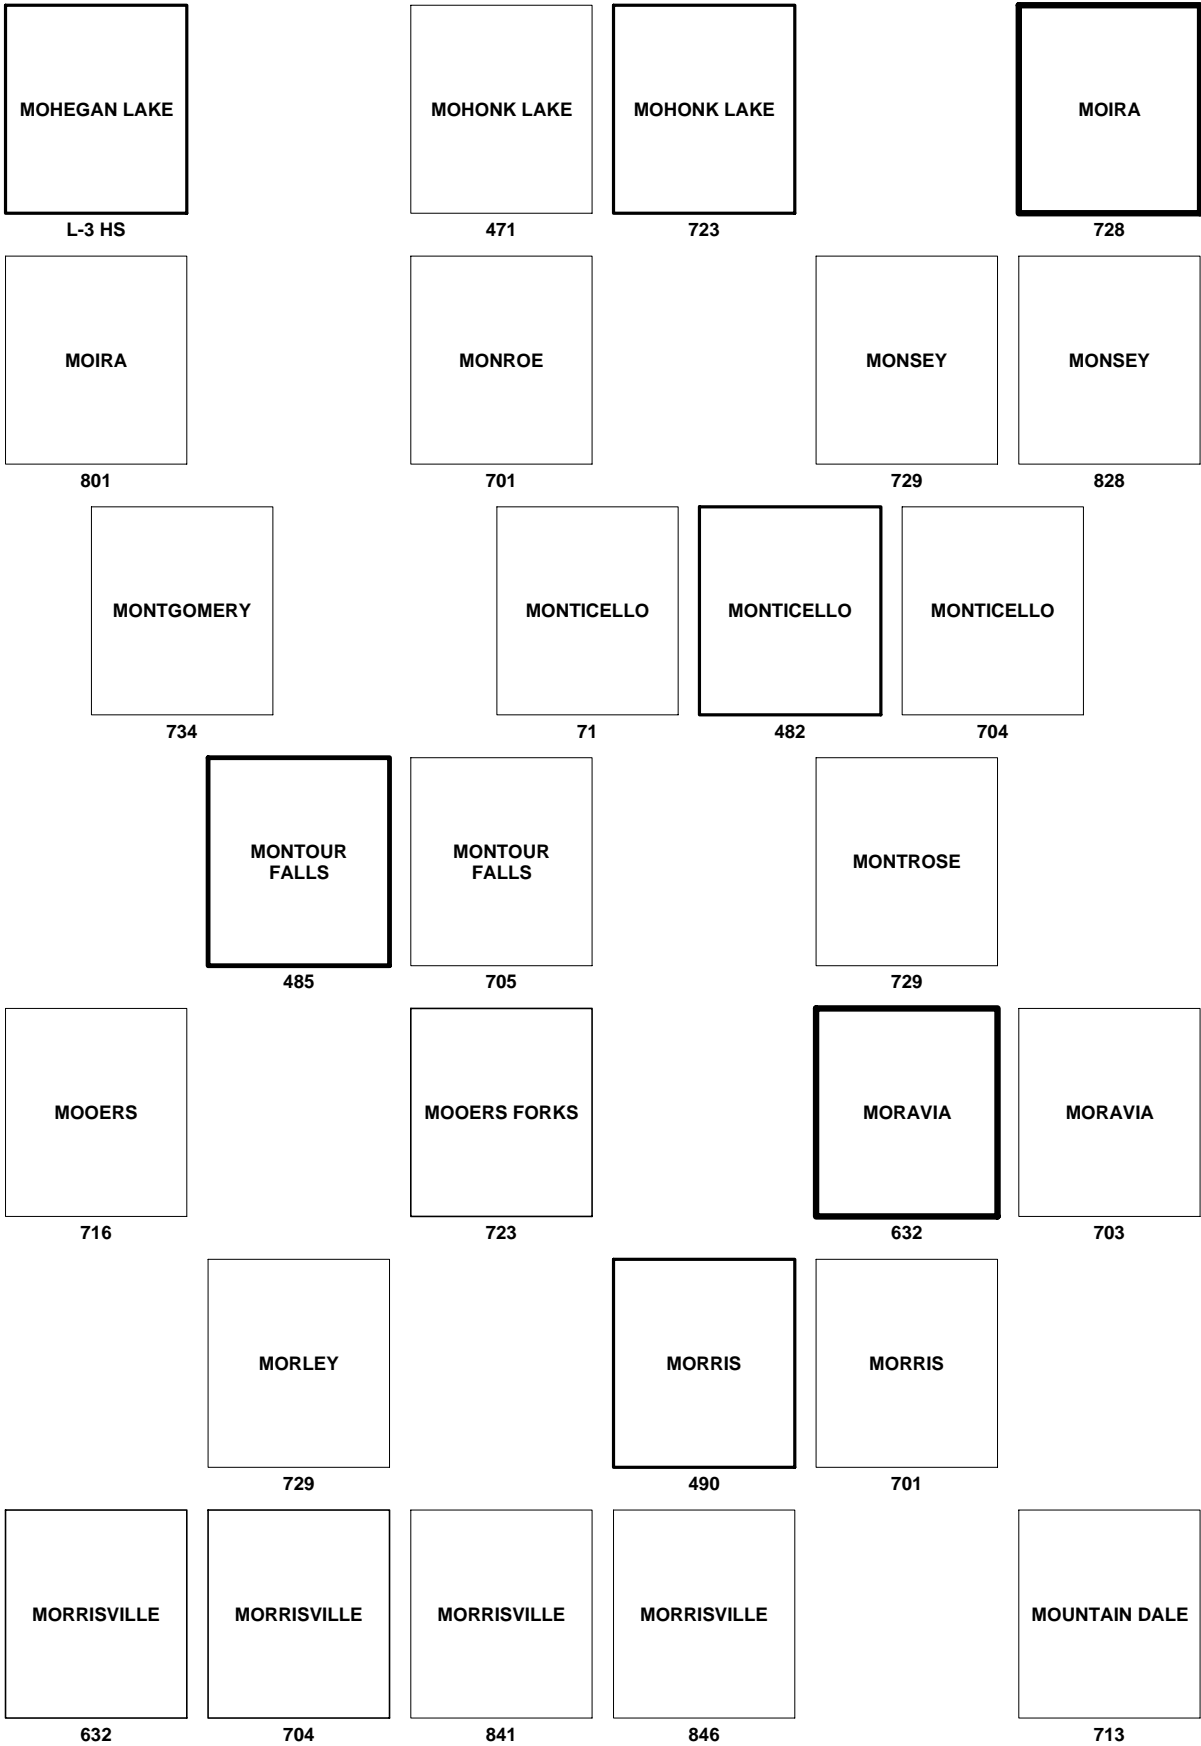 MOHEGAN LAKE
L-3 HS
MOHONK LAKE
471
MOHONK LAKE
723
MOIRA
728
MOIRA
801
MONROE
701
MONSEY
729
MONSEY
828
MONTGOMERY
734
MONTICELLO
71
MONTICELLO
482
MONTICELLO
704
MONTOUR
FALLS
485
MONTOUR
FALLS
705
MONTROSE
729
MOOERS
716
MOOERS FORKS
723
MORAVIA
632
MORAVIA
703
MORLEY
729
MORRIS
490
MORRIS
701
MORRISVILLE
632
MORRISVILLE
704
MORRISVILLE
841
MORRISVILLE
846
MOUNTAIN DALE
713